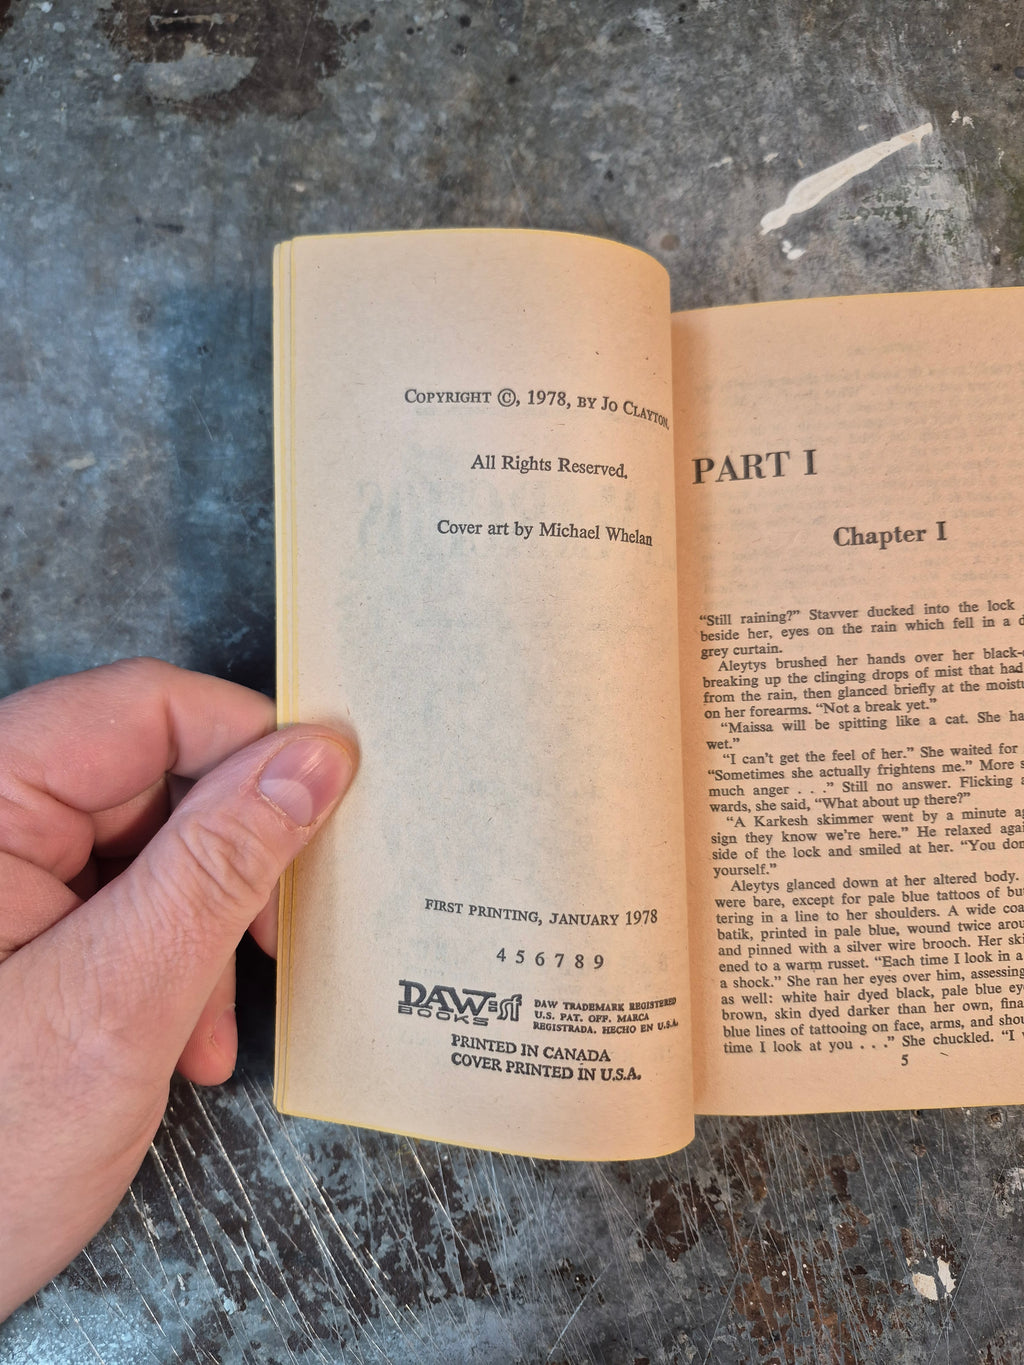 COPYRIGHT ©, 1978, BY JO CLAYTON.
All Rights Reserved.
Cover art by Michael Whelan
FIRST PRINTING, JANUARY 1978
4 5 6 7 8 9
DAW=sf
BOOKS
DAW TRADEMARK REGISTERED
U.S. PAT. OFF. MARCA
REGISTRADA. HECHO EN U.S.A.
PRINTED IN CANADA
COVER PRINTED IN U.S.A.
PART I
Chapter I
“Still raining?” Stavver ducked into the lock
beside her, eyes on the rain which fell in a
grey curtain.
Aleytys brushed her hands over her
breaking up the clinging drops of mist that had
from the rain, then glanced briefly at the
on her forearms. “Not a break yet.”
“Maissa will be spitting like a cat. She
wet.”
“I can’t get the feel of her.” She waited for
“Sometimes she actually frightens me.” More
much anger . . .” Still no answer. Flicking
wards, she said, “What about up there?”
“A Karkesh skimmer went by a minute
sign they know we’re here.” He relaxed
side of the lock and smiled at her. “You
yourself.”
Aleytys glanced down at her altered body.
were bare, except for pale blue tattoos of
tering in a line to her shoulders. A wide
batik, printed in pale blue, wound twice
and pinned with a silver wire brooch. Her
ened to a warm russet. “Each time I look in a
a shock.” She ran her eyes over him, assessing
as well: white hair dyed black, pale blue
brown, skin dyed darker than her own,
blue lines of tattooing on face, arms, and
time I look at you . . .” She chuckled. “I
5